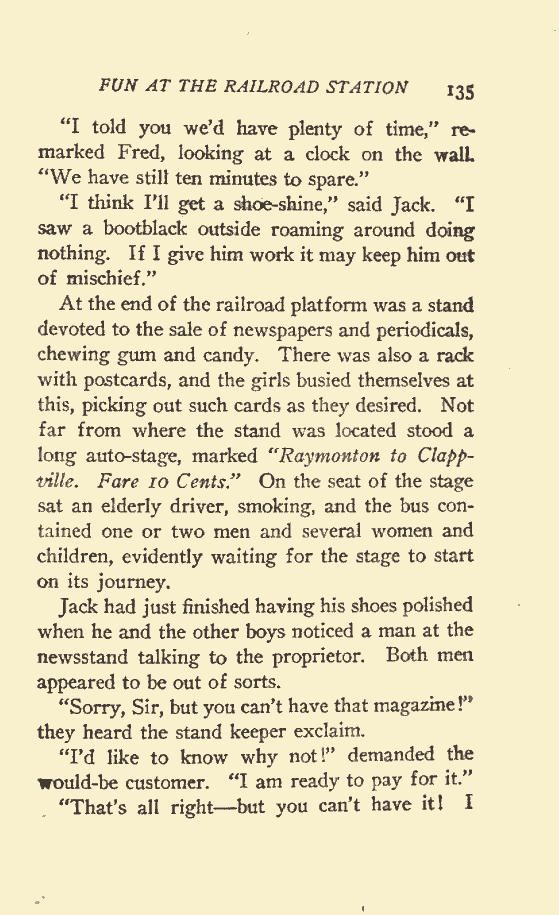 FUN AT THE RAILROAD STATION 135
"I told you we'd have plenty of time," re-
marked Fred, looking at a clock on the wall.
"We have still ten minutes to spare."
"I think I'll get a shoe-shine," said Jack. "I
saw a bootblack outside roaming around doing
nothing. If I give him work it may keep him out
of mischief."
At the end of the railroad platform was a stand
devoted to the sale of newspapers and periodicals,
chewing gum and candy. There was also a rack
with postcards, and the girls busied themselves at
this, picking out such cards as they desired. Not
far from where the stand was located stood a
long auto-stage, marked "Raymonton to Clapp-
ville. Fare 10 Cents." On the seat of the stage
sat an elderly driver, smoking, and the bus con-
tained one or two men and several women and
children, evidently waiting for the stage to start
on its journey.
Jack had just finished having his shoes polished
when he and the other boys noticed a man at the
newsstand talking to the proprietor. Both men
appeared to be out of sorts.
"Sorry, Sir, but you can't have that magazine!"
they heard the stand keeper exclaim.
"I'd like to know why not!" demanded the
would-be customer. "I am ready to pay for it."
"That's all right—but you can't have it! I